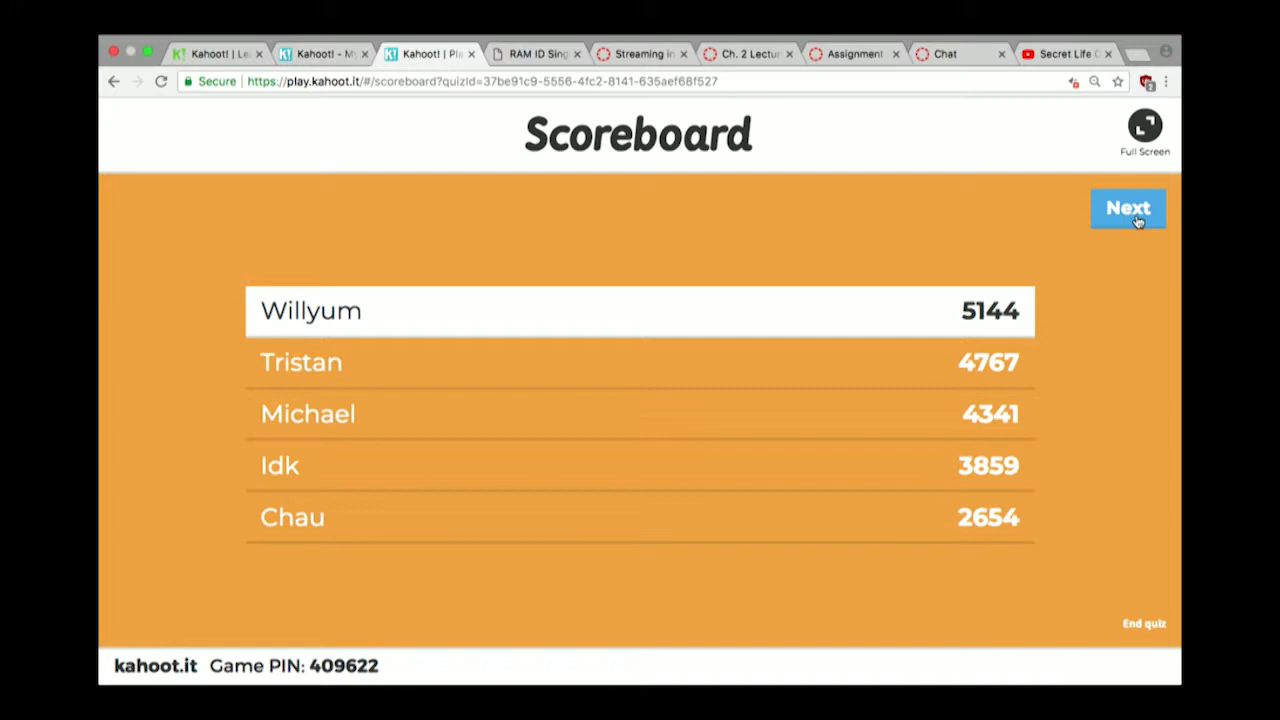 Kahoot! | Le
Kahoot! - My
Kahoot! | Pla
RAM ID Sing
Streaming in
Ch. 2 Lectur
Assignment
Chat
Secret Life O
Secure | https://play.kahoot.it/#/scoreboard?quizId=37be91c9-5556-4fc2-8141-635aef68f527
Scoreboard
Full Screen
Next
Willyum 5144
Tristan 4767
Michael 4341
Idk 3859
Chau 2654
End quiz
kahoot.it Game PIN: 409622